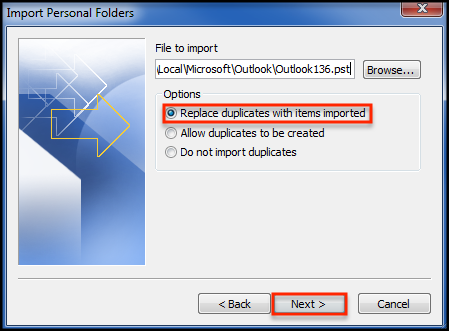 Import Personal Folders
File to import
\Local\Microsoft\Outlook\Outlook136.pst
Browse...
Options
Replace duplicates with items imported
Allow duplicates to be created
Do not import duplicates
< Back
Next >
Cancel